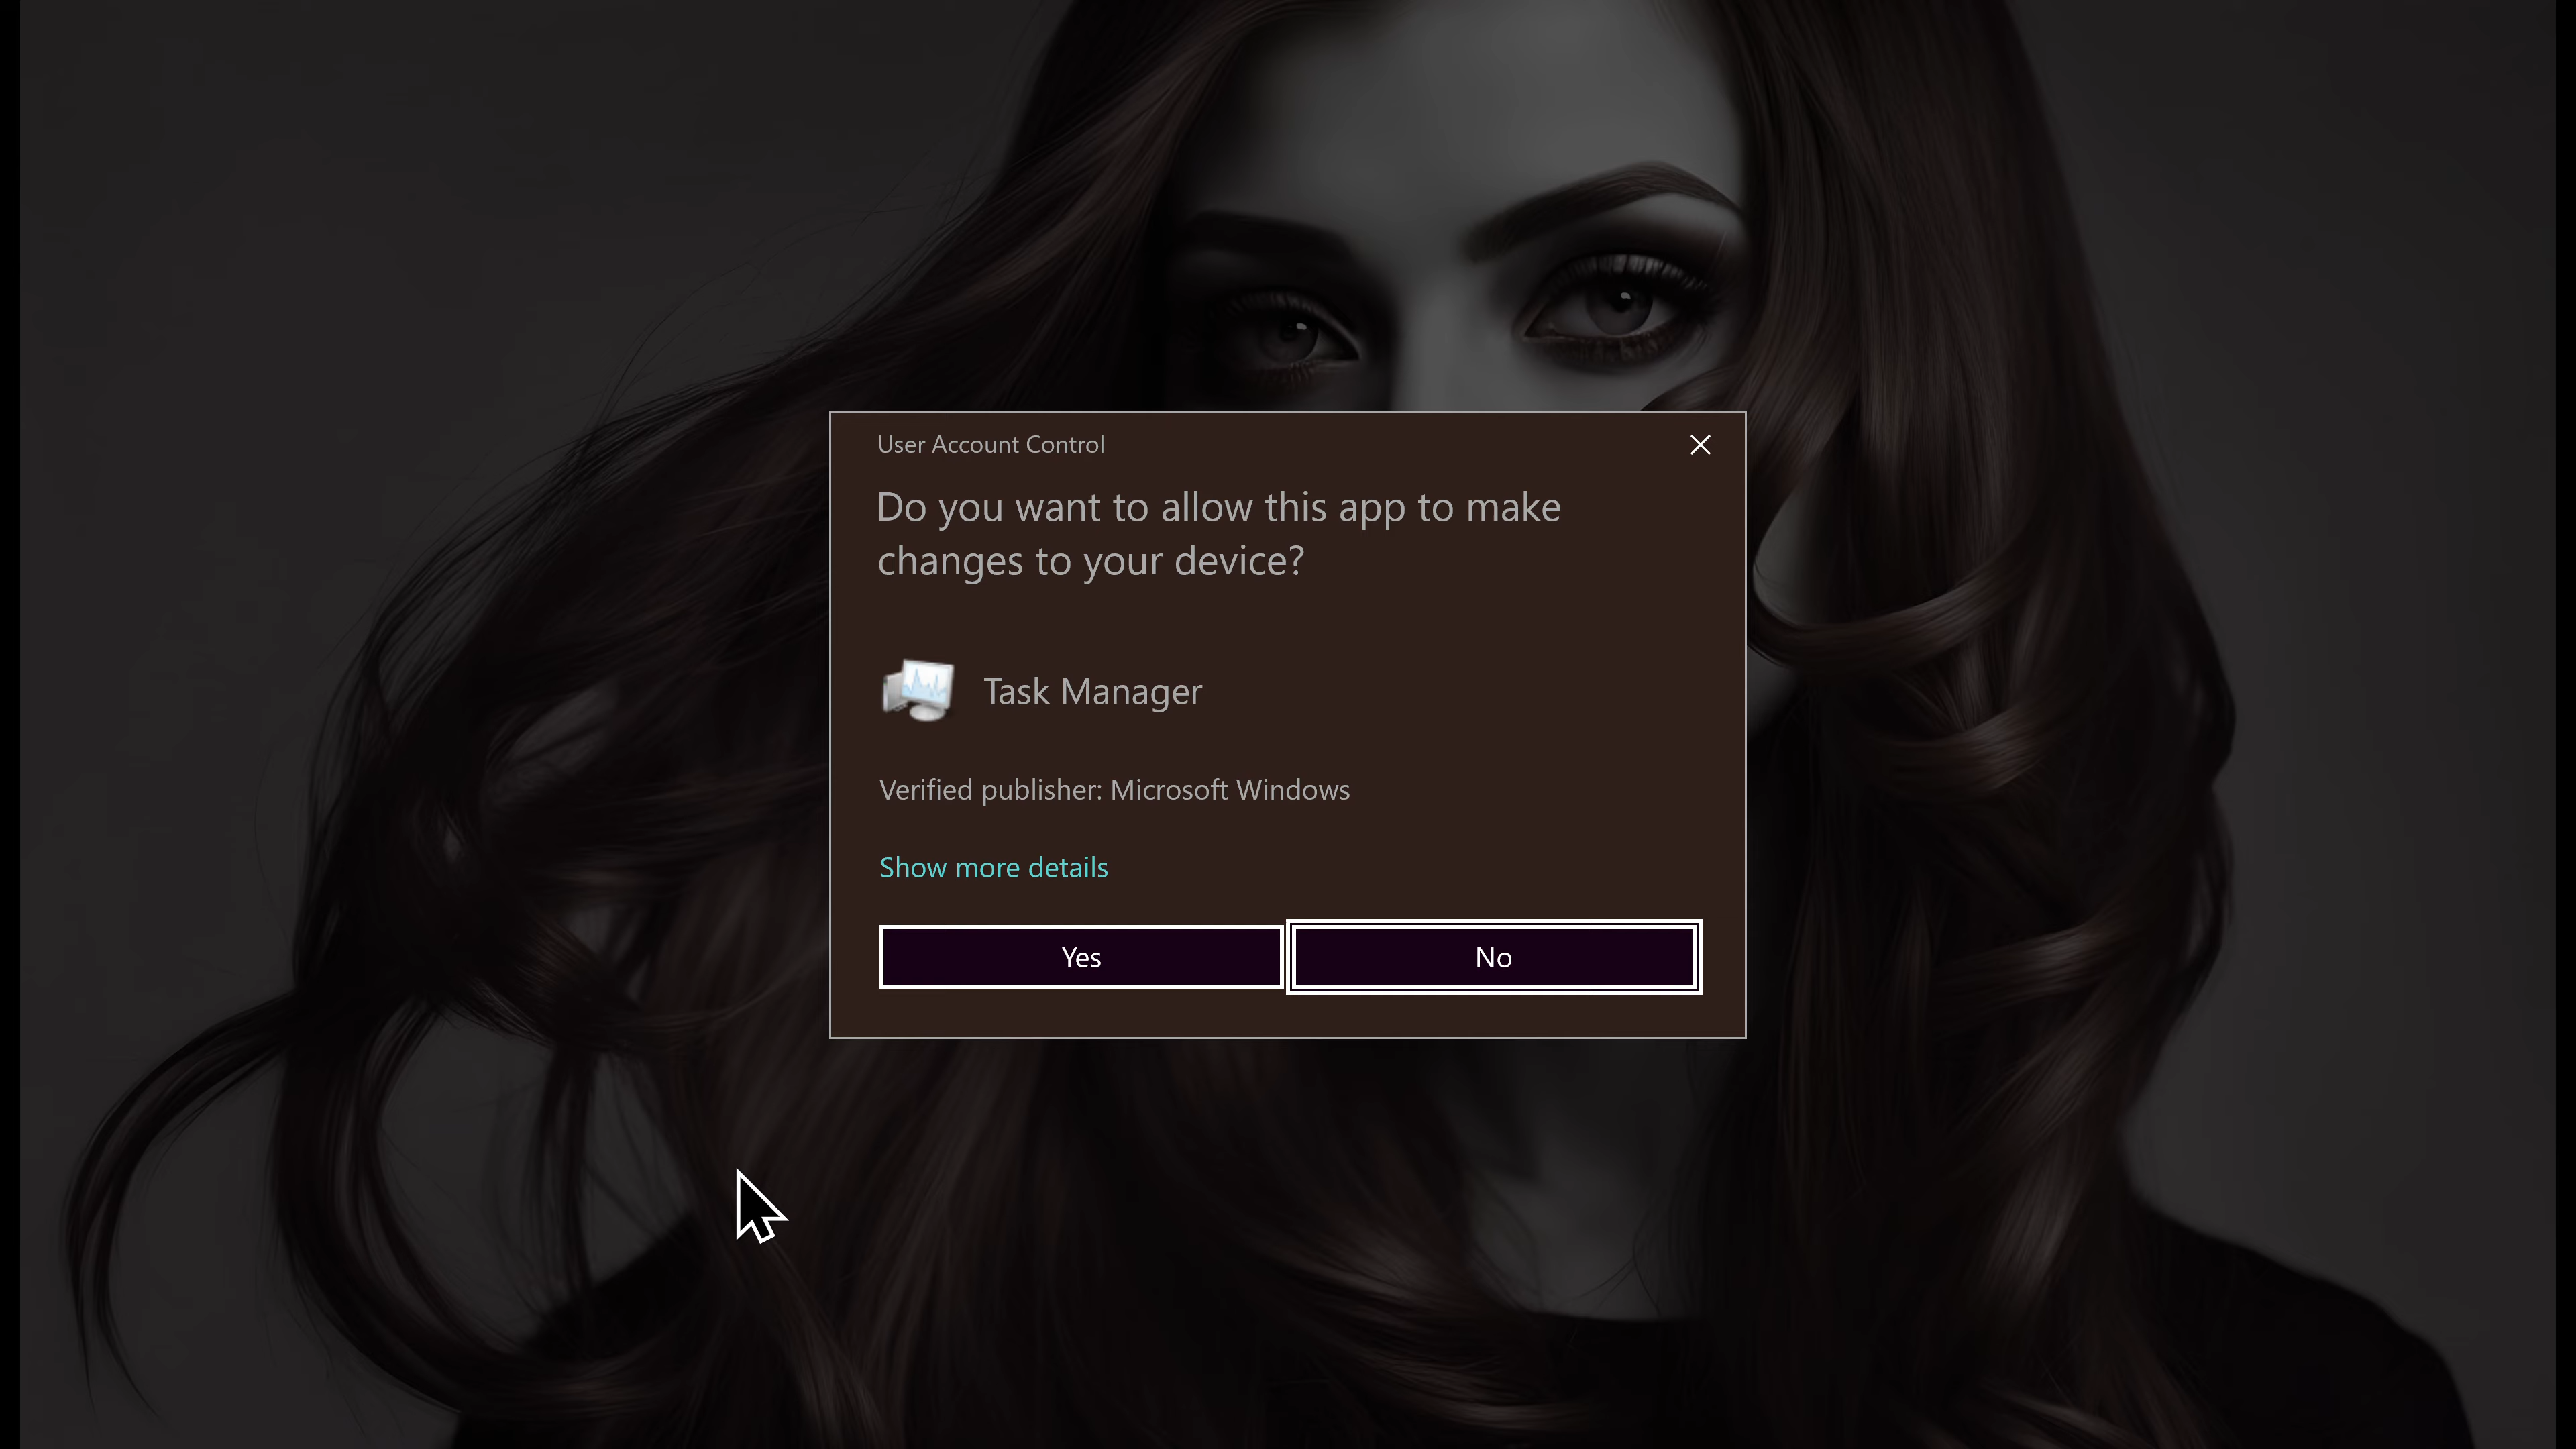 User Account Control
Do you want to allow this app to make
changes to your device?
Task Manager
Verified publisher: Microsoft Windows
Show more details
Yes
No